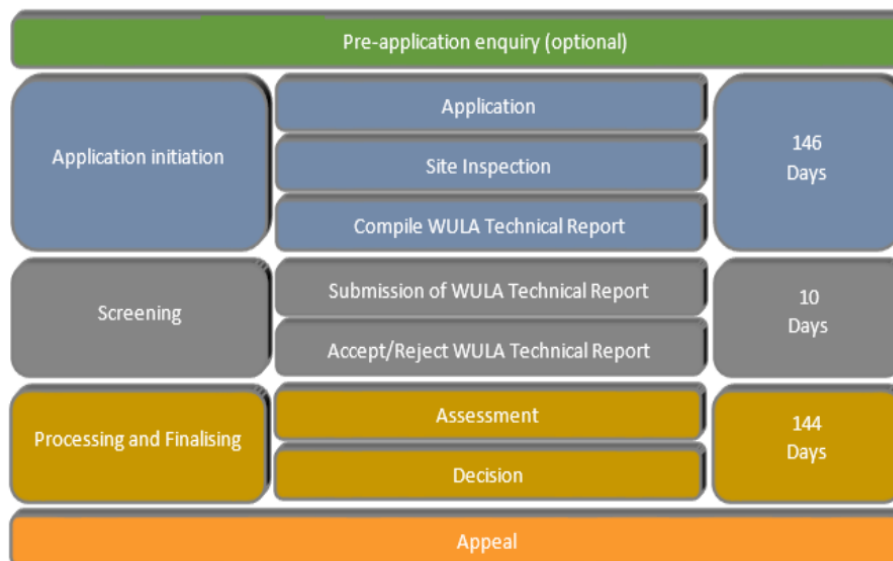 Pre-application enquiry (optional)
Application initiation
Application
Site Inspection
Compile WULA Technical Report
146
Days
Screening
Submission of WULA Technical Report
Accept/Reject WULA Technical Report
10
Days
Processing and Finalising
Assessment
Decision
144
Days
Appeal